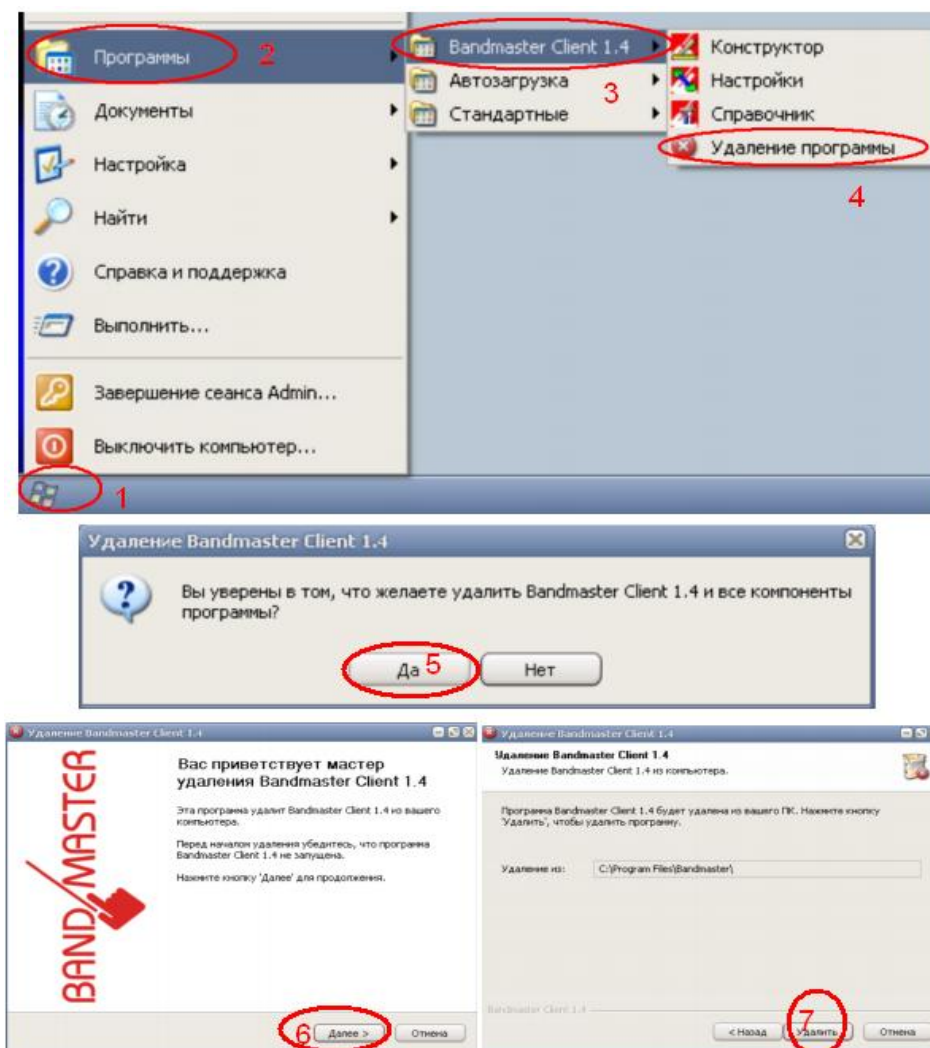 Программы 2
Документы
Настройка
Найти
Справка и поддержка
Выполнить...
Завершение сеанса Admin...
Выключить компьютер...
1
Bandmaster Client 1.4
Автозагрузка
3
Стандартные
Конструктор
Настройки
Справочник
Удаление программы
4
Удаление Bandmaster Client 1.4
Вы уверены в том, что желаете удалить Bandmaster Client 1.4 и все компоненты
программы?
Да 5
Нет
Удаление Bandmaster Client 1.4
BANDMASTER
Вас приветствует мастер
удаления Bandmaster Client 1.4
Эта программа удалит Bandmaster Client 1.4 из вашего
компьютера.
Перед началом удаления убедитесь, что программа
Bandmaster Client 1.4 не запущена.
Нажмите кнопку 'Далее' для продолжения.
6 Далее >
Отмена
Удаление Bandmaster Client 1.4
Удаление Bandmaster Client 1.4
Удаление Bandmaster Client 1.4 из компьютера.
Программа Bandmaster Client 1.4 будет удалена из вашего ПК. Нажмите кнопку
'Удалить', чтобы удалить программу.
Удаление из: C:\Program Files\Bandmaster\
Bandmaster Client 1.4
< Назад
7 Удалить
Отмена